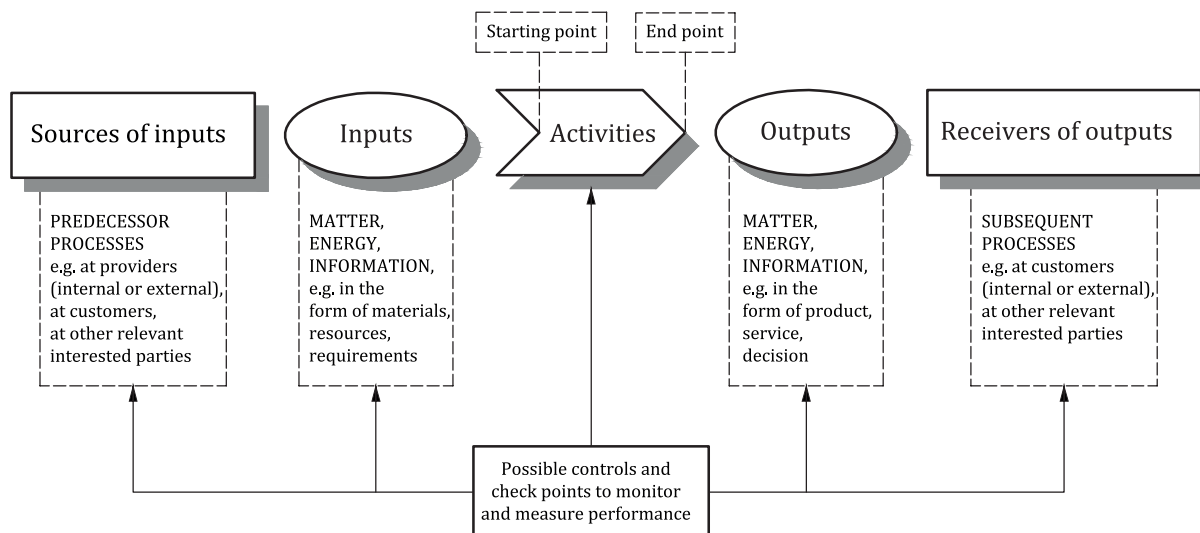 Starting point
End point
Sources of inputs
Inputs
Activities
Outputs
Receivers of outputs
PREDECESSOR
PROCESSES
e.g. at providers
(internal or external),
at customers,
at other relevant
interested parties
MATTER,
ENERGY,
INFORMATION,
e.g. in the
form of materials,
resources,
requirements
MATTER,
ENERGY,
INFORMATION,
e.g. in the
form of product,
service,
decision
SUBSEQUENT
PROCESSES
e.g. at customers
(internal or external),
at other relevant
interested parties
Possible controls and
check points to monitor
and measure performance